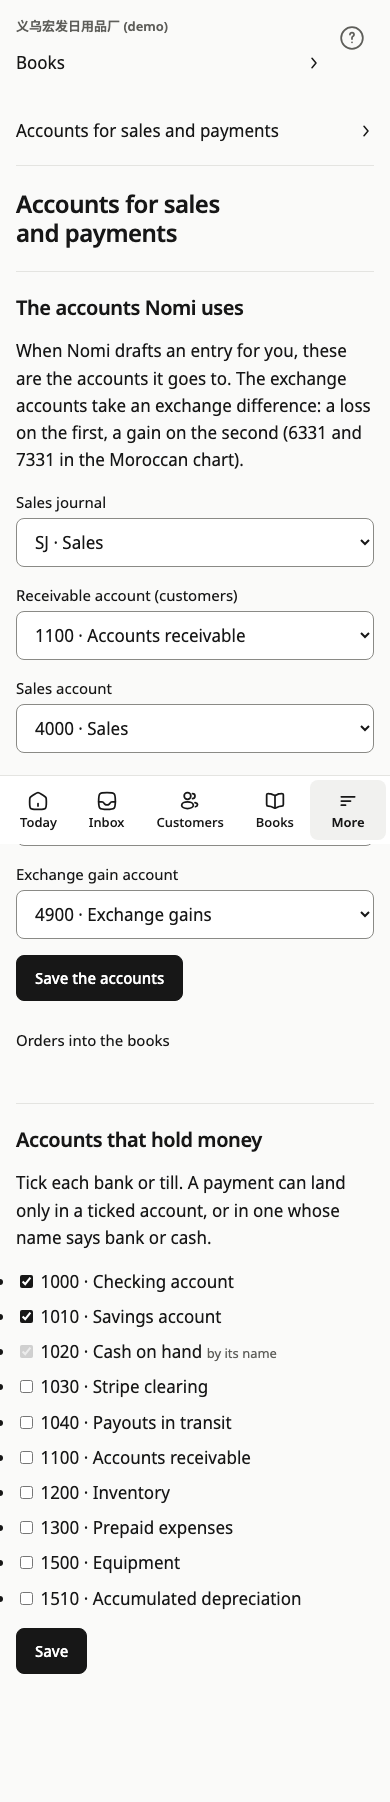 义乌宏发日用品厂 (demo)
Books
Accounts for sales and payments
Accounts for sales
and payments
The accounts Nomi uses
When Nomi drafts an entry for you, these
are the accounts it goes to. The exchange
accounts take an exchange difference: a loss
on the first, a gain on the second (6331 and
7331 in the Moroccan chart).
Sales journal
SJ · Sales
Receivable account (customers)
1100 · Accounts receivable
Sales account
4000 · Sales
Today
Inbox
Customers
Books
More
Exchange gain account
4900 · Exchange gains
Save the accounts
Orders into the books
Accounts that hold money
Tick each bank or till. A payment can land
only in a ticked account, or in one whose
name says bank or cash.
1000 · Checking account
1010 · Savings account
1020 · Cash on hand by its name
1030 · Stripe clearing
1040 · Payouts in transit
1100 · Accounts receivable
1200 · Inventory
1300 · Prepaid expenses
1500 · Equipment
1510 · Accumulated depreciation
Save